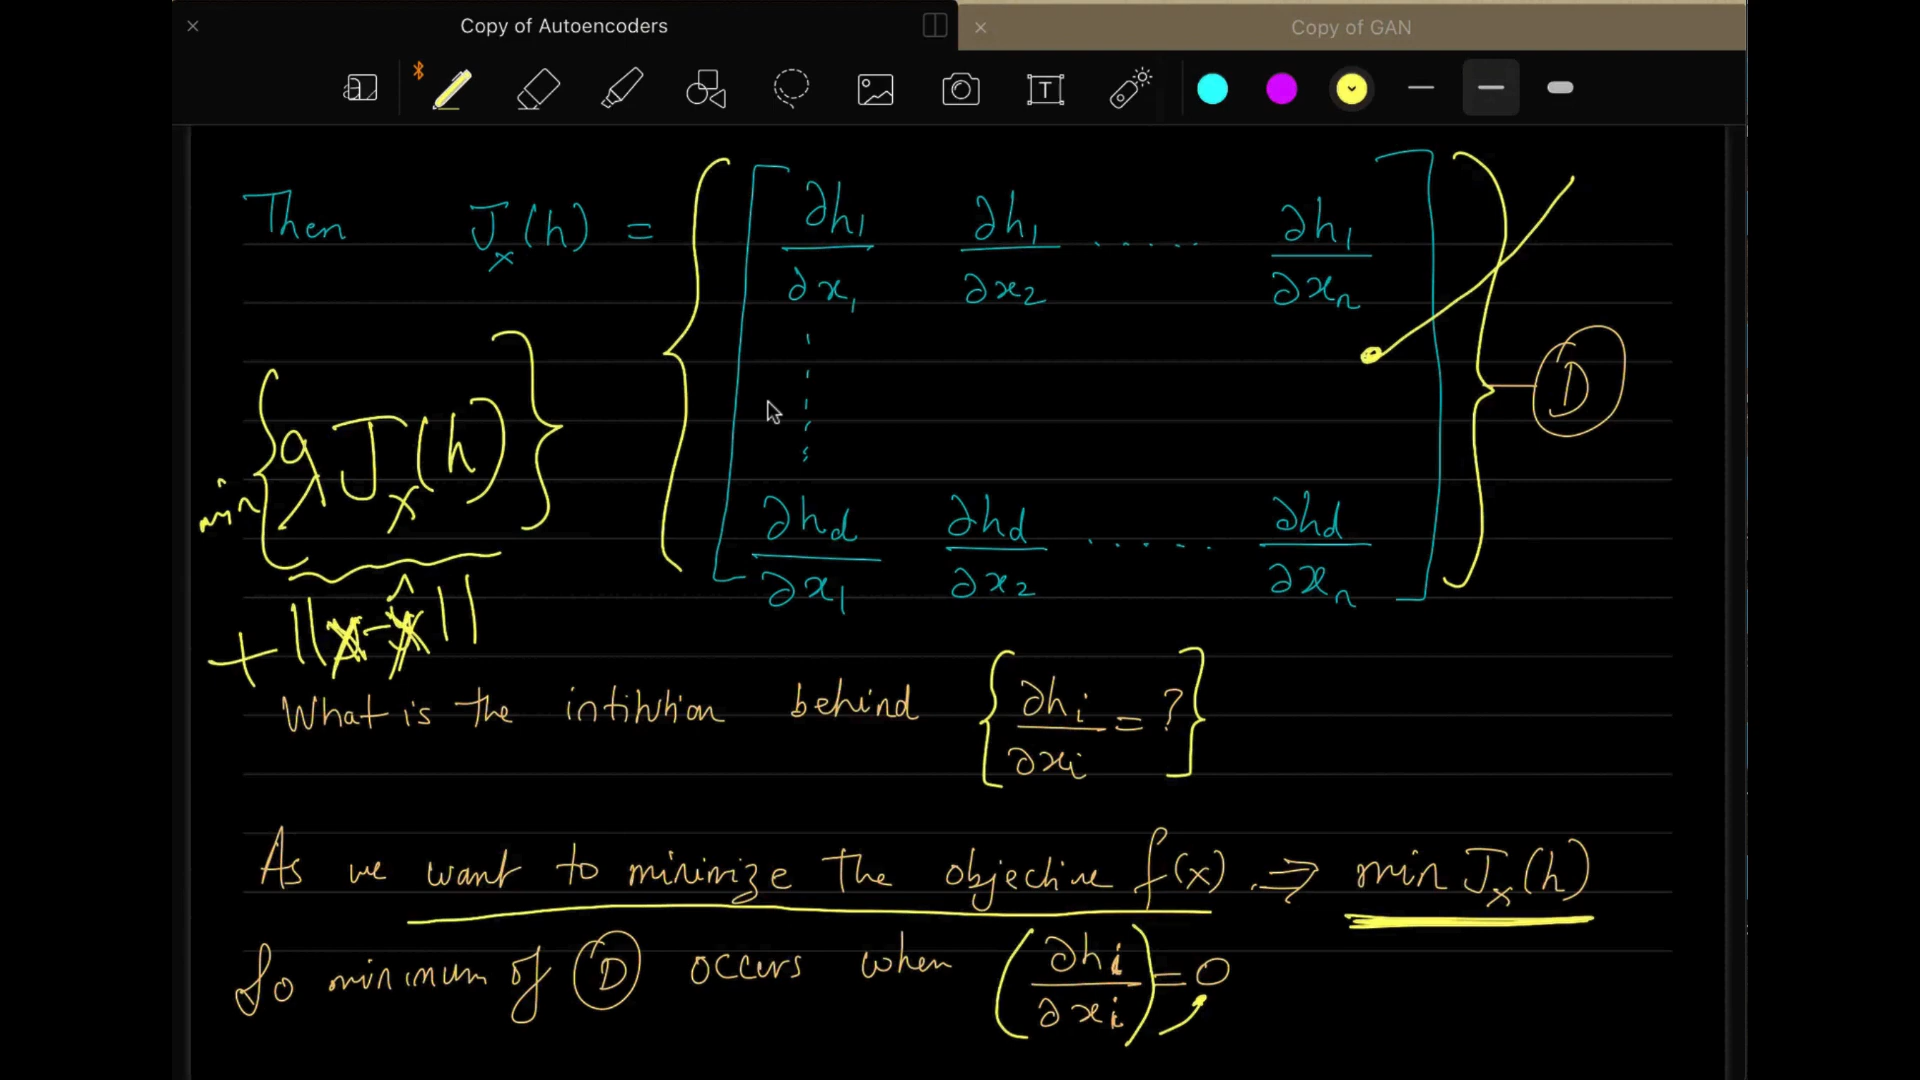 Copy of Autoencoders
Copy of GAN
T
Then J_x(h) = [ ∂h1/∂x1 ∂h1/∂x2 ...... ∂h1/∂xn
∂hd/∂x1 ∂hd/∂x2 ...... ∂hd/∂xn ]
D
min { J_x(h) }
+ ||x-x̂||
What is the intitution behind { ∂hi/∂xi = ? }
As we want to minimize the objective f(x). ⇒ min J_x(h)
So minimum of D occurs when (∂hi/∂xi) = 0